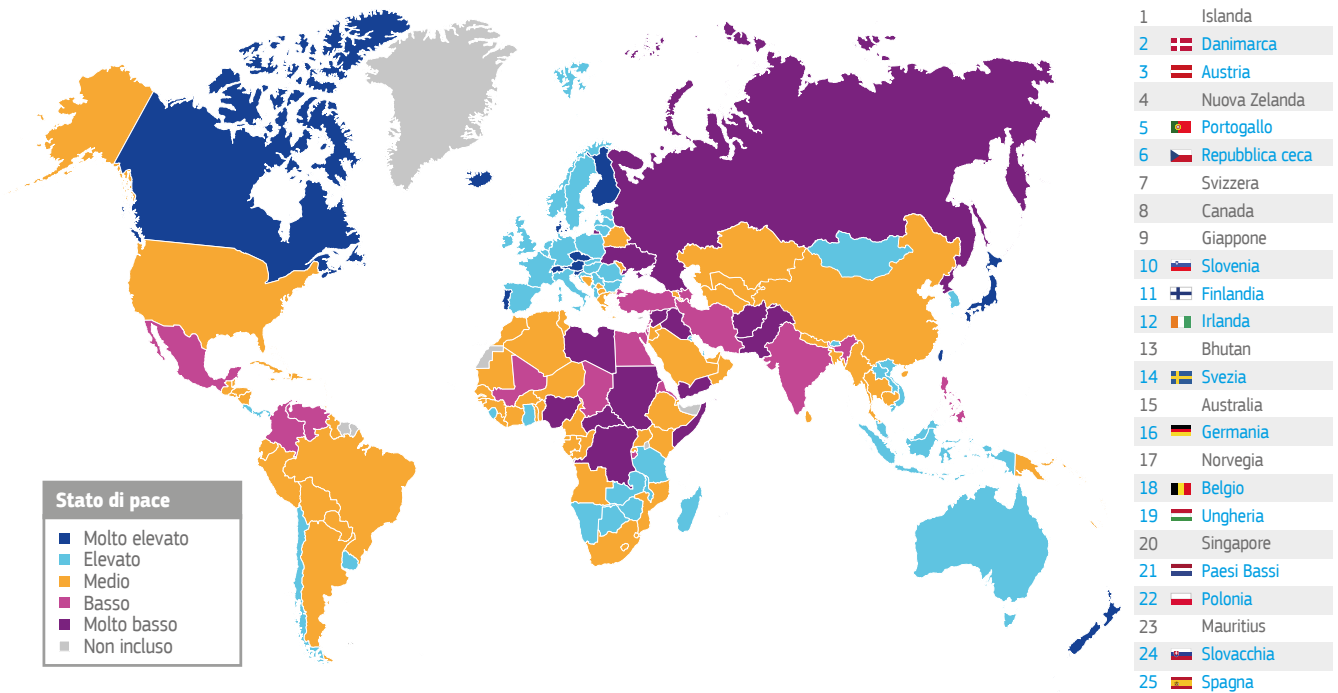 1 Islanda
2 Danimarca
3 Austria
4 Nuova Zelanda
5 Portogallo
6 Repubblica ceca
7 Svizzera
8 Canada
9 Giappone
10 Slovenia
11 Finlandia
12 Irlanda
13 Bhutan
14 Svezia
15 Australia
16 Germania
17 Norvegia
18 Belgio
19 Ungheria
20 Singapore
21 Paesi Bassi
22 Polonia
23 Mauritius
24 Slovacchia
25 Spagna
Stato di pace
Molto elevato
Elevato
Medio
Basso
Molto basso
Non incluso